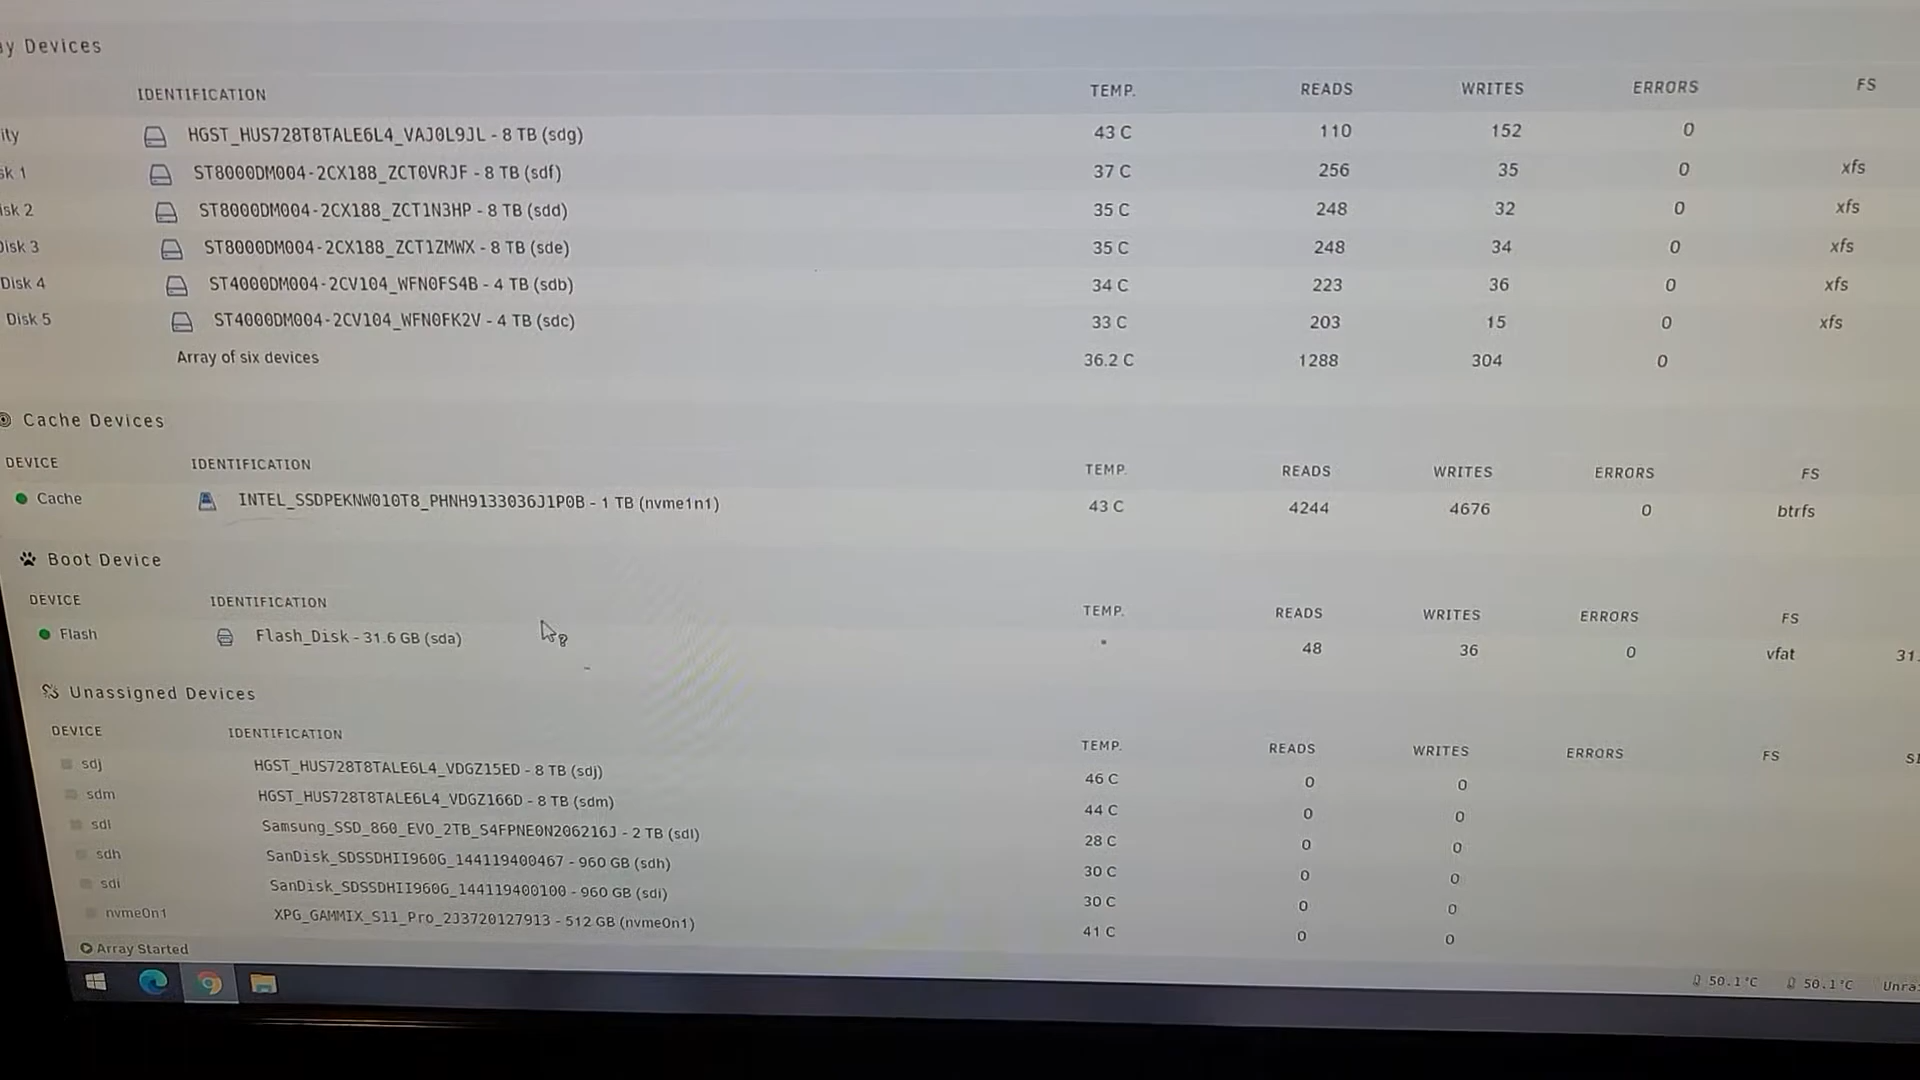 ay Devices
IDENTIFICATION TEMP. READS WRITES ERRORS FS
ity HGST_HUS728T8TALE6L4_VAJ0L9JL - 8 TB (sdg) 43 C 110 152 0
sk 1 ST8000DM004-2CX188_ZCT0VRJF - 8 TB (sdf) 37 C 256 35 0 xfs
isk 2 ST8000DM004-2CX188_ZCT1N3HP - 8 TB (sdd) 35 C 248 32 0 xfs
Disk 3 ST8000DM004-2CX188_ZCT1ZMWX - 8 TB (sde) 35 C 248 34 0 xfs
Disk 4 ST4000DM004-2CV104_WFN0FS4B - 4 TB (sdb) 34 C 223 36 0 xfs
Disk 5 ST4000DM004-2CV104_WFN0FK2V - 4 TB (sdc) 33 C 203 15 0 xfs
Array of six devices 36.2 C 1288 304 0
Cache Devices
DEVICE IDENTIFICATION TEMP. READS WRITES ERRORS FS
Cache INTEL_SSDPEKNW010T8_PHNH9133036J1P0B - 1 TB (nvme1n1) 43 C 4244 4676 0 btrfs
Boot Device
DEVICE IDENTIFICATION TEMP. READS WRITES ERRORS FS
Flash Flash_Disk - 31.6 GB (sda) * 48 36 0 vfat 31.
Unassigned Devices
DEVICE IDENTIFICATION TEMP. READS WRITES ERRORS FS SI
sdj HGST_HUS728T8TALE6L4_VDGZ15ED - 8 TB (sdj) 46 C 0 0
sdm HGST_HUS728T8TALE6L4_VDGZ166D - 8 TB (sdm) 44 C 0 0
sdl Samsung_SSD_860_EVO_2TB_S4FPNE0N206216J - 2 TB (sdl) 28 C 0 0
sdh SanDisk_SDSSDHII960G_144119400467 - 960 GB (sdh) 30 C 0 0
sdi SanDisk_SDSSDHII960G_144119400100 - 960 GB (sdi) 30 C 0 0
nvme0n1 XPG_GAMMIX_S11_Pro_2J3720127913 - 512 GB (nvme0n1) 41 C 0 0
Array Started
50.1°C 50.1°C Unra